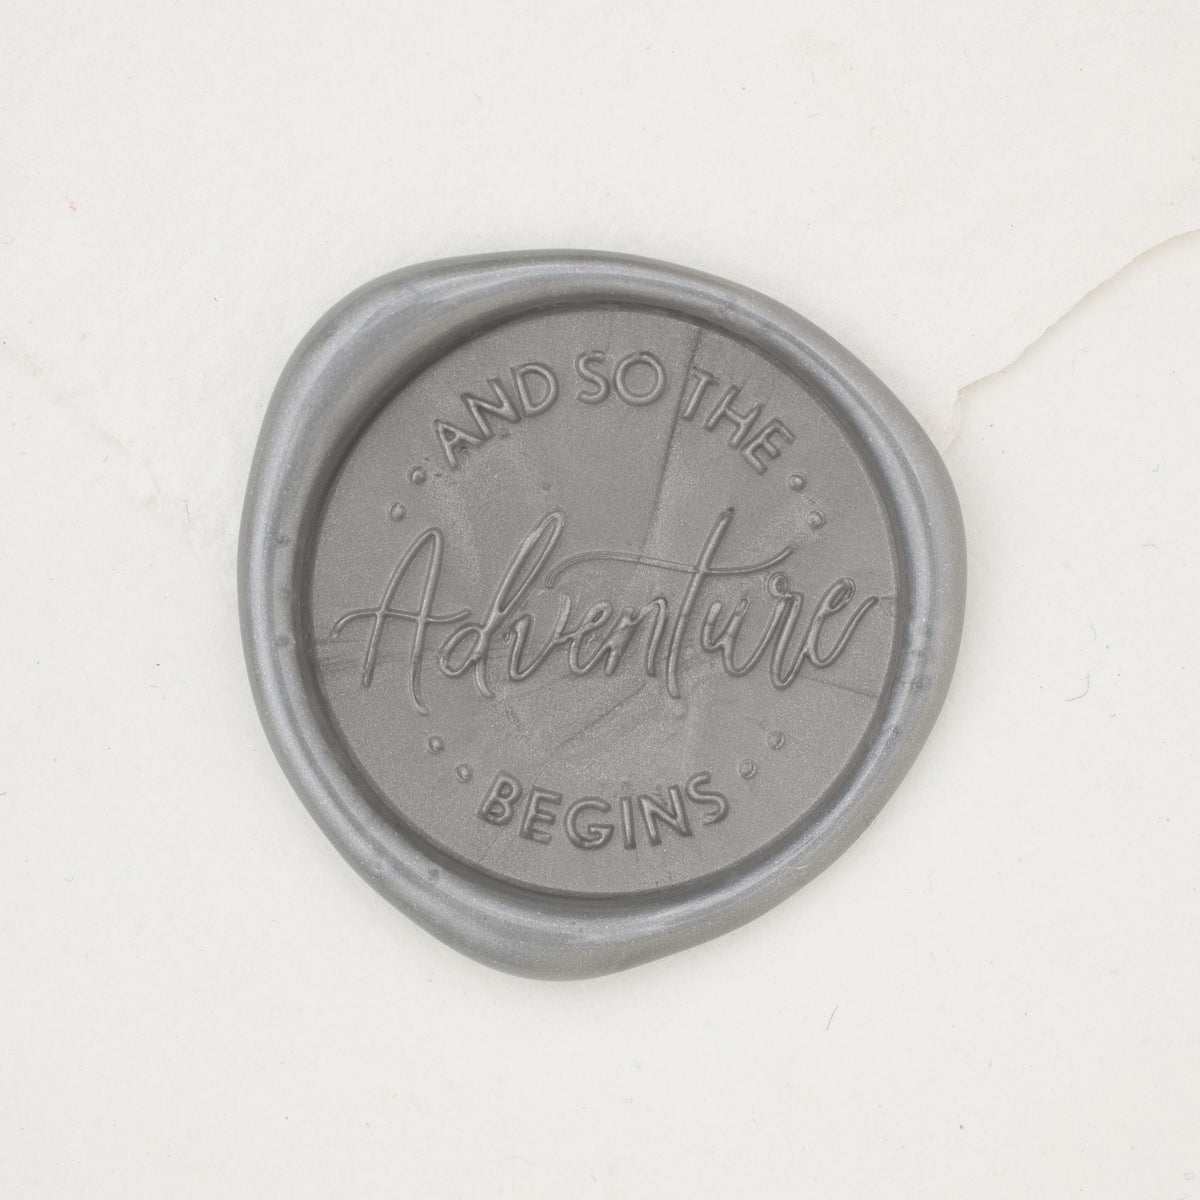 AND SO THE
Adventure
BEGINS